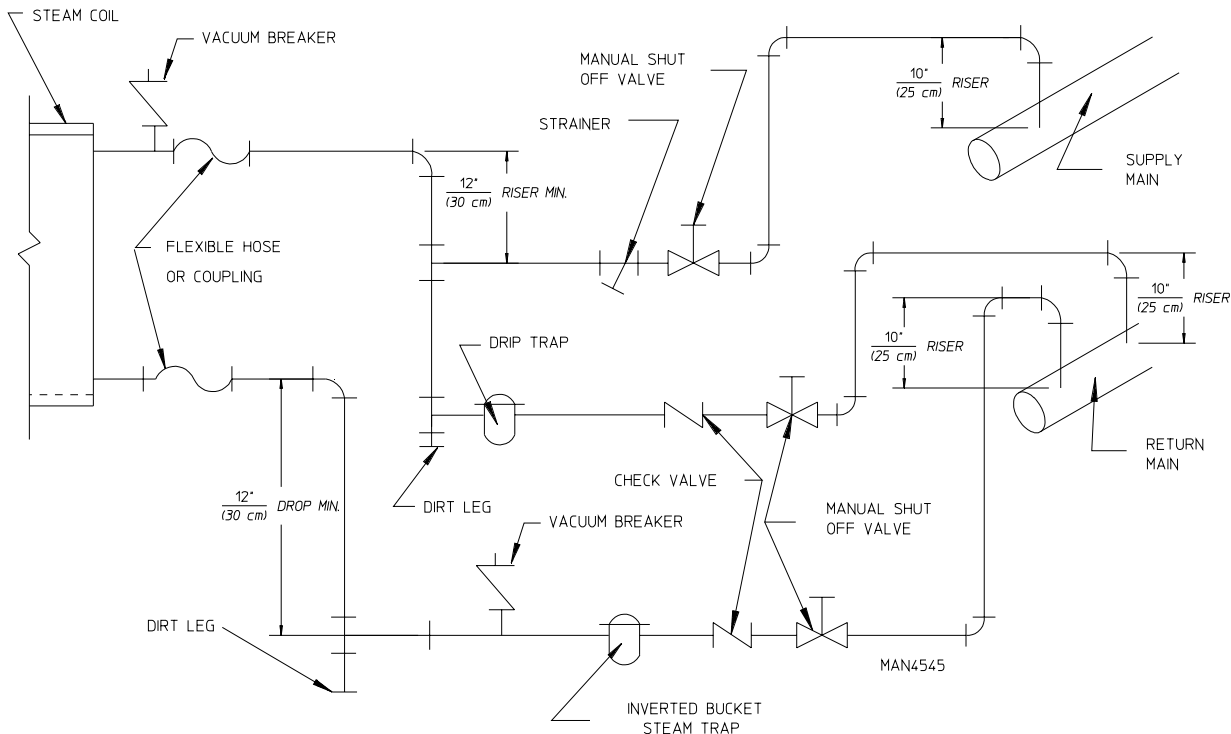 STEAM COIL
VACUUM BREAKER
MANUAL SHUT
OFF VALVE
10"
(25 cm) RISER
STRAINER
SUPPLY
MAIN
12"
(30 cm) RISER MIN.
FLEXIBLE HOSE
OR COUPLING
10"
(25 cm) RISER
10"
(25 cm) RISER
DRIP TRAP
RETURN
MAIN
CHECK VALVE
12"
(30 cm) DROP MIN.
DIRT LEG
VACUUM BREAKER
MANUAL SHUT
OFF VALVE
DIRT LEG
MAN4545
INVERTED BUCKET
STEAM TRAP